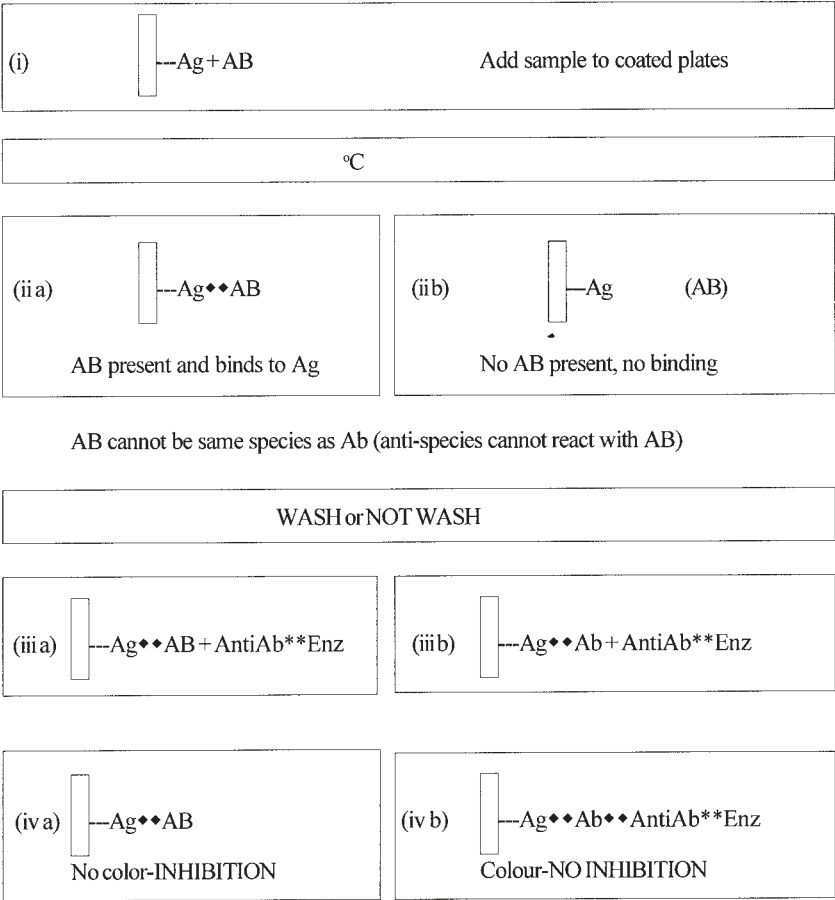 (i) ---Ag+AB Add sample to coated plates
°C
(ii a) ---Ag◆◆AB (ii b) —Ag (AB)
AB present and binds to Ag No AB present, no binding
AB cannot be same species as Ab (anti-species cannot react with AB)
WASH or NOT WASH
(iii a) ---Ag◆◆AB+AntiAb**Enz (iii b) ---Ag◆◆Ab+AntiAb**Enz
(iv a) ---Ag◆◆AB (iv b) ---Ag◆◆Ab◆◆AntiAb**Enz
No color-INHIBITION Colour-NO INHIBITION